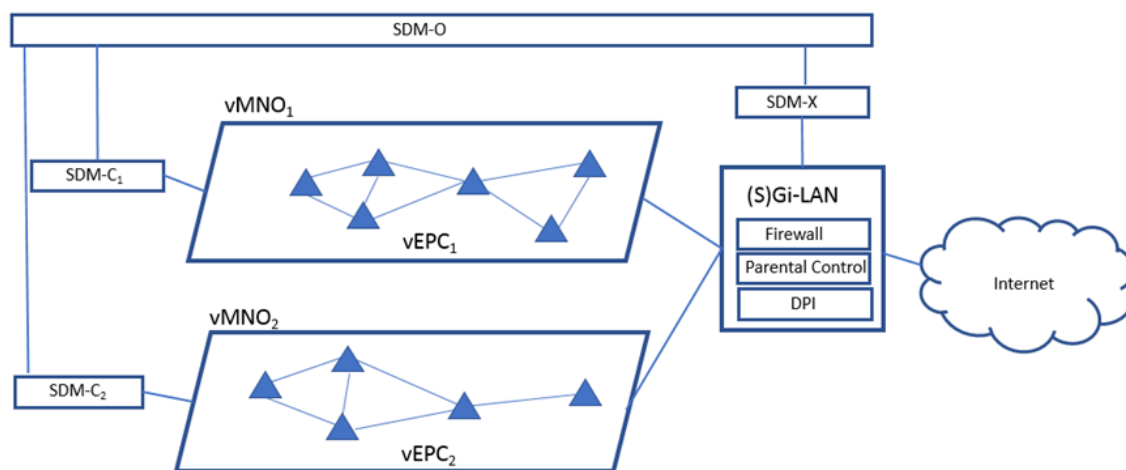 SDM-O
SDM-X
vMNO₁
SDM-C₁
vEPC₁
(S)Gi-LAN
Firewall
Parental Control
DPI
Internet
vMNO₂
SDM-C₂
vEPC₂